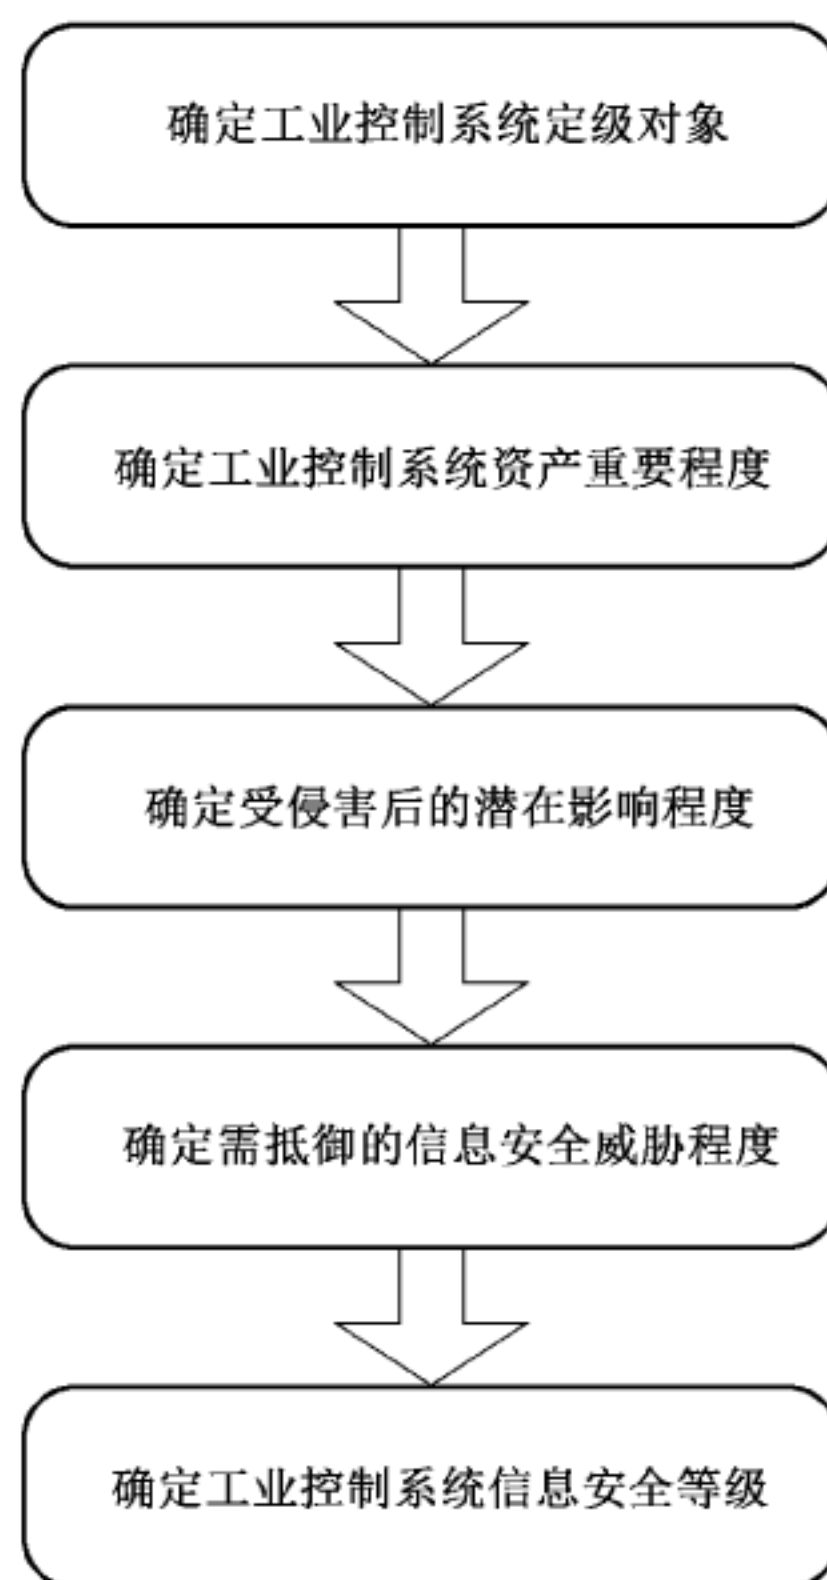 确定工业控制系统定级对象
确定工业控制系统资产重要程度
确定受侵害后的潜在影响程度
确定需抵御的信息安全威胁程度
确定工业控制系统信息安全等级